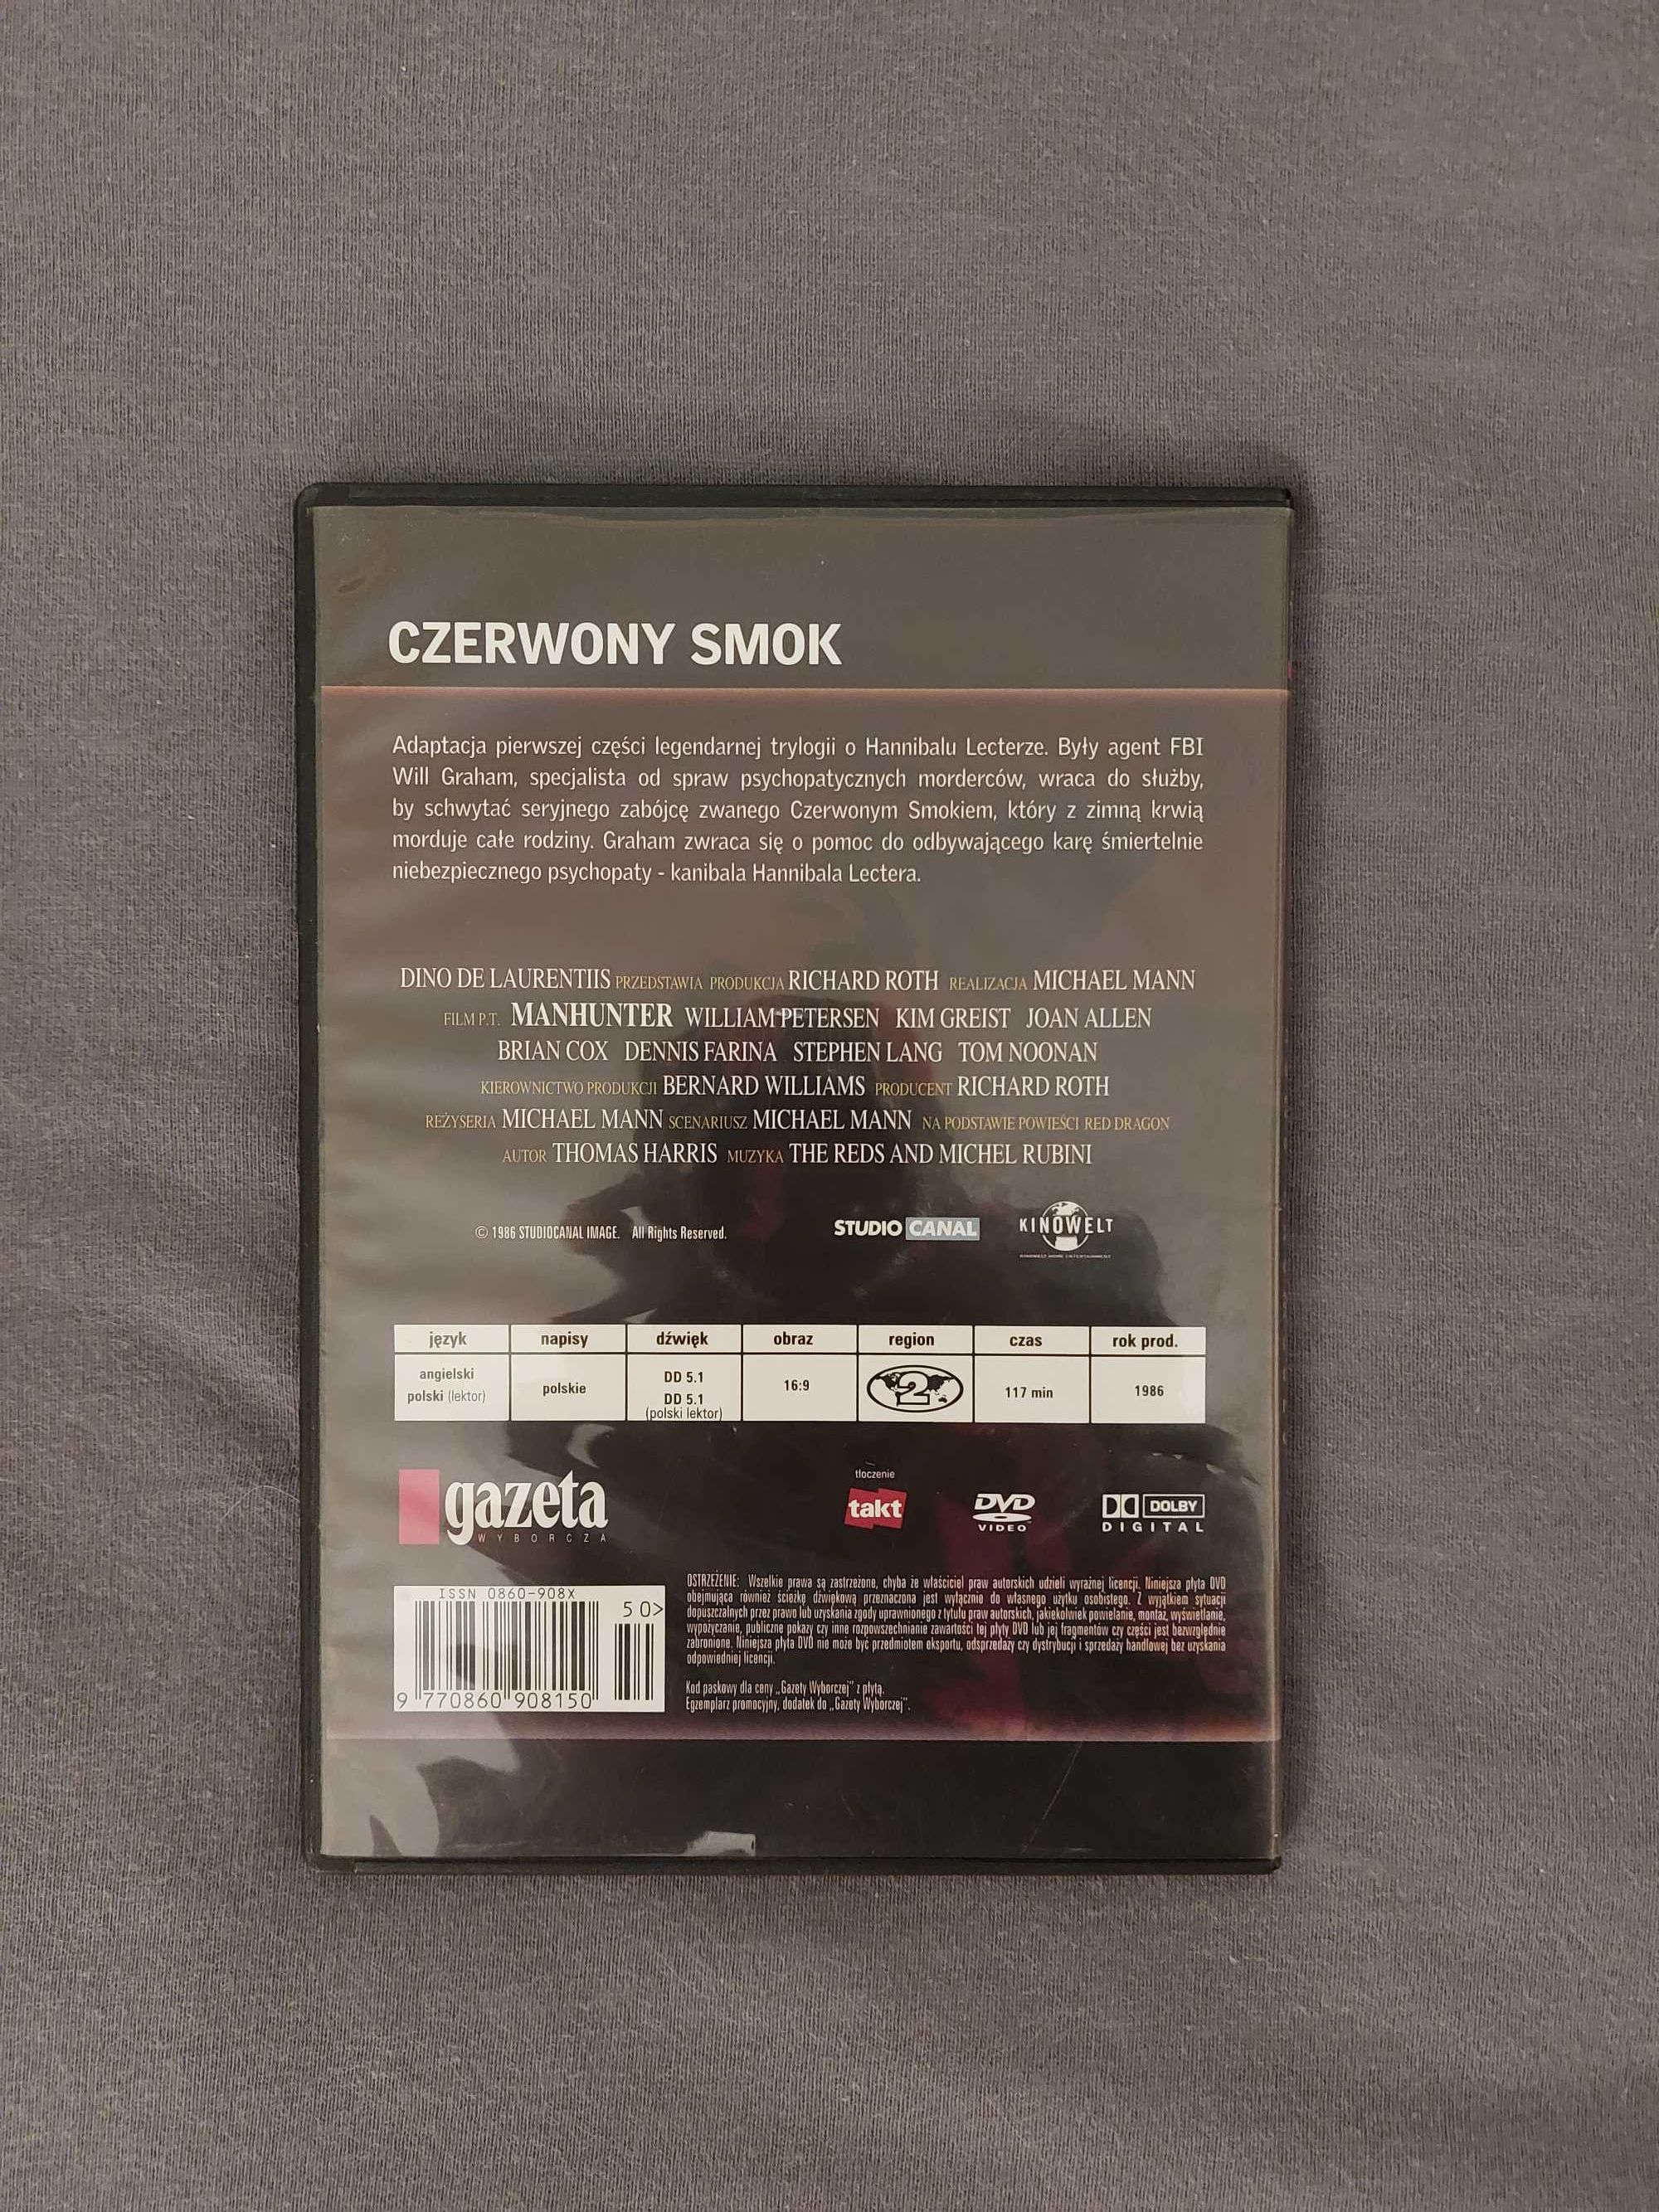 CZERWONY SMOK
Adaptacja pierwszej części legendarnej trylogii o Hannibalu Lecterze. Były agent FBI
Will Graham, specjalista od spraw psychopatycznych morderców, wraca do służby,
by schwytać seryjnego zabójcę zwanego Czerwonym Smokiem, który z zimną krwią
morduje całe rodziny. Graham zwraca się o pomoc do odbywającego karę śmiertelnie
niebezpiecznego psychopaty - kanibala Hannibala Lectera.
DINO DE LAURENTIIS PRZEDSTAWIA PRODUKCJA RICHARD ROTH REALIZACJA MICHAEL MANN
FILM P.T. MANHUNTER WILLIAM PETERSEN KIM GREIST JOAN ALLEN
BRIAN COX DENNIS FARINA STEPHEN LANG TOM NOONAN
KIEROWNICTWO PRODUKCJI BERNARD WILLIAMS PRODUCENT RICHARD ROTH
REŻYSERIA MICHAEL MANN SCENARIUSZ MICHAEL MANN NA PODSTAWIE POWIEŚCI RED DRAGON
AUTOR THOMAS HARRIS MUZYKA THE REDS AND MICHEL RUBINI
© 1986 STUDIOCANAL IMAGE. All Rights Reserved.
STUDIO CANAL
KINOWELT
język napisy dźwięk obraz region czas rok prod.
angielski
polski (lektor)
polskie
DD 5.1
DD 5.1
(polski lektor)
16:9
2
117 min
1986
gazeta
WYBORCZA
tłoczenie
takt
DVD
VIDEO
DOLBY
DIGITAL
ISSN 0860-908X
5 0>
9 770860 908150
OSTRZEŻENIE: Wszelkie prawa są zastrzeżone, chyba że właściciel praw autorskich udzieli wyraźnej licencji. Niniejsza płyta DVD
obejmująca również ścieżkę dźwiękową przeznaczona jest wyłącznie do własnego użytku osobistego. Z wyjątkiem sytuacji
dopuszczalnych przez prawo lub uzyskania zgody uprawnionego z tytułu praw autorskich, jakiekolwiek powielanie, montaż, wyświetlanie,
wypożyczanie, publiczne pokazy czy inne rozpowszechnianie zawartości tej płyty DVD lub jej fragmentów czy części jest bezwzględnie
zabronione. Niniejsza płyta DVD nie może być przedmiotem eksportu, odsprzedaży czy dystrybucji i sprzedaży handlowej bez uzyskania
odpowiedniej licencji.
Kod paskowy dla ceny „Gazety Wyborczej” z płytą.
Egzemplarz promocyjny, dodatek do „Gazety Wyborczej”.